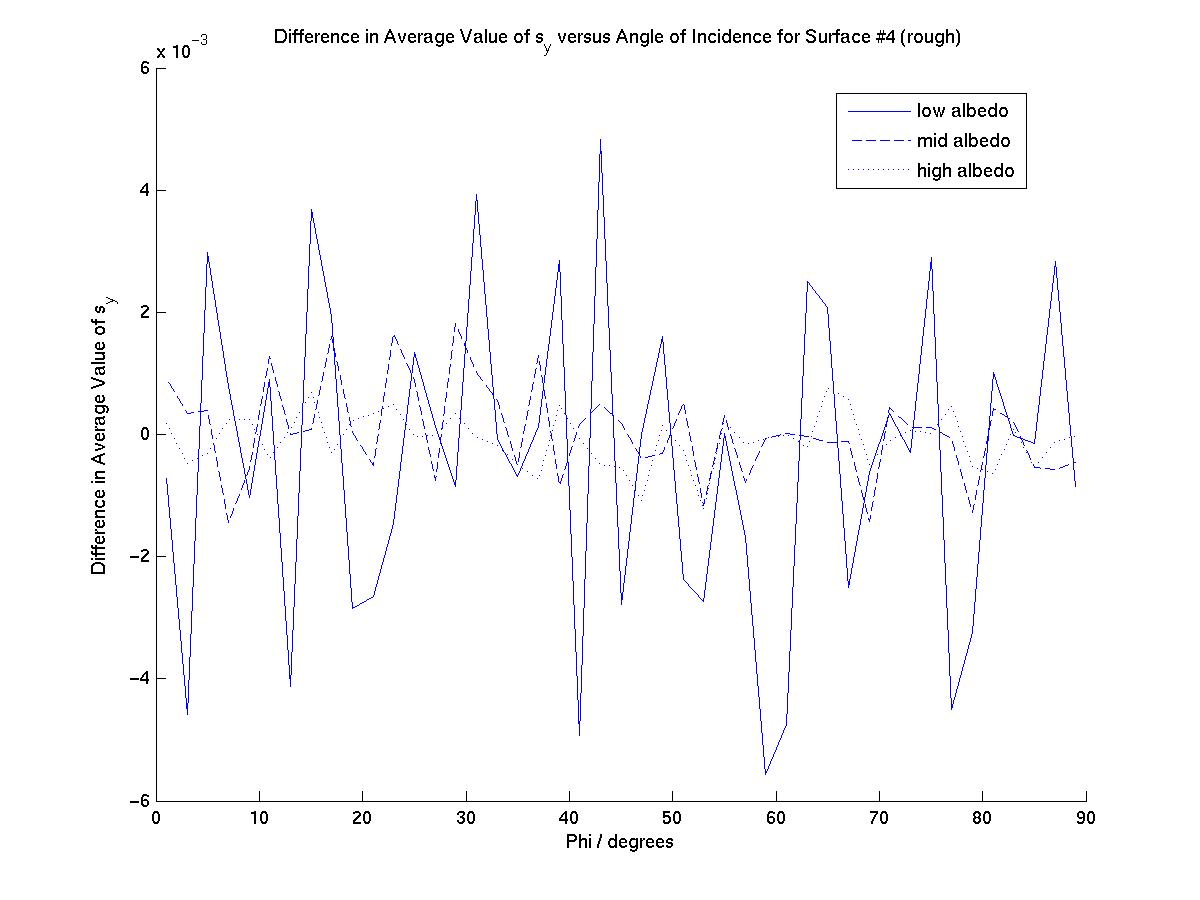 Difference in Average Value of s_y versus Angle of Incidence for Surface #4 (rough)
x 10^-3
6
4
2
0
−2
−4
−6
Difference in Average Value of s_y
low albedo
mid albedo
high albedo
0 10 20 30 40 50 60 70 80 90
Phi / degrees